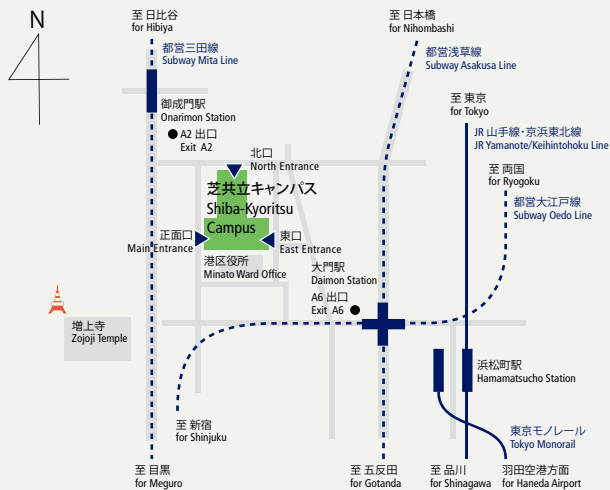 N
至 日比谷
for Hibiya
至 日本橋
for Nihombashi
都営三田線
Subway Mita Line
都営浅草線
Subway Asakusa Line
御成門駅
Onarimon Station
A2 出口
Exit A2
至 東京
for Tokyo
JR 山手線・京浜東北線
JR Yamanote/Keihintohoku Line
北口
North Entrance
至 両国
for Ryogoku
都営大江戸線
Subway Oedo Line
芝共立キャンパス
Shiba-Kyoritsu
Campus
正面口
Main Entrance
東口
East Entrance
港区役所
Minato Ward Office
大門駅
Daimon Station
A6 出口
Exit A6
増上寺
Zojoji Temple
浜松町駅
Hamamatsucho Station
至 新宿
for Shinjuku
東京モノレール
Tokyo Monorail
至 目黒
for Meguro
至 五反田
for Gotanda
至 品川
for Shinagawa
羽田空港方面
for Haneda Airport